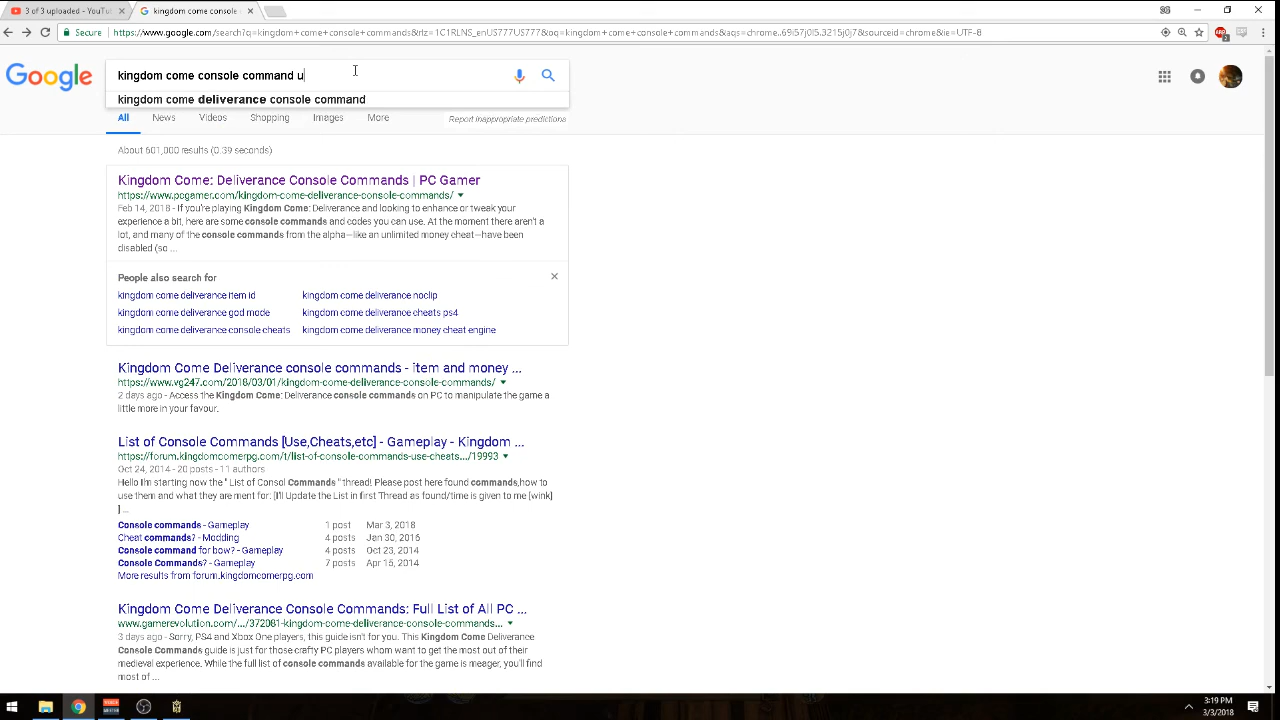 3 of 3 uploaded - YouTu
kingdom come console
Secure
https://www.google.com/search?q=kingdom+come+console+commands&rlz=1C1RLNS_enUS777US777&oq=kingdom+come+console+commands&aqs=chrome..69i57j0l5.3215j0j7&sourceid=chrome&ie=UTF-8
Google
kingdom come console command u
kingdom come deliverance console command
All News Videos Shopping Images More
Report inappropriate predictions
About 601,000 results (0.39 seconds)
Kingdom Come: Deliverance Console Commands | PC Gamer
https://www.pcgamer.com/kingdom-come-deliverance-console-commands/
Feb 14, 2018 - If you're playing Kingdom Come: Deliverance and looking to enhance or tweak your
experience a bit, here are some console commands and codes you can use. At the moment there aren't a
lot, and many of the console commands from the alpha—like an unlimited money cheat—have been
disabled (so ...
People also search for
kingdom come deliverance item id kingdom come deliverance noclip
kingdom come deliverance god mode kingdom come deliverance cheats ps4
kingdom come deliverance console cheats kingdom come deliverance money cheat engine
Kingdom Come Deliverance console commands - item and money ...
https://www.vg247.com/2018/03/01/kingdom-come-deliverance-console-commands/
2 days ago - Access the Kingdom Come: Deliverance console commands on PC to manipulate the game a
little more in your favour.
List of Console Commands [Use,Cheats,etc] - Gameplay - Kingdom ...
https://forum.kingdomcomerpg.com/t/list-of-console-commands-use-cheats.../19993
Oct 24, 2014 - 20 posts - 11 authors
Hello I'm starting now the " List of Consol Commands " thread! Please post here found commands,how to
use them and what they are ment for: [I'll Update the List in first Thread as found/time is given to me [wink]
] ...
Console commands - Gameplay 1 post Mar 3, 2018
Cheat commands? - Modding 4 posts Jan 30, 2016
Console command for bow? - Gameplay 4 posts Oct 23, 2014
Console Commands? - Gameplay 7 posts Apr 15, 2014
More results from forum.kingdomcomerpg.com
Kingdom Come Deliverance Console Commands: Full List of All PC ...
www.gamerevolution.com/.../372081-kingdom-come-deliverance-console-commands...
3 days ago - Sorry, PS4 and Xbox One players, this guide isn't for you. This Kingdom Come Deliverance
Console Commands guide is just for those crafty PC players whom want to get the most out of their
medieval experience. While the full list of console commands available for the game is meager, you'll find
most of ...
3:19 PM
3/3/2018